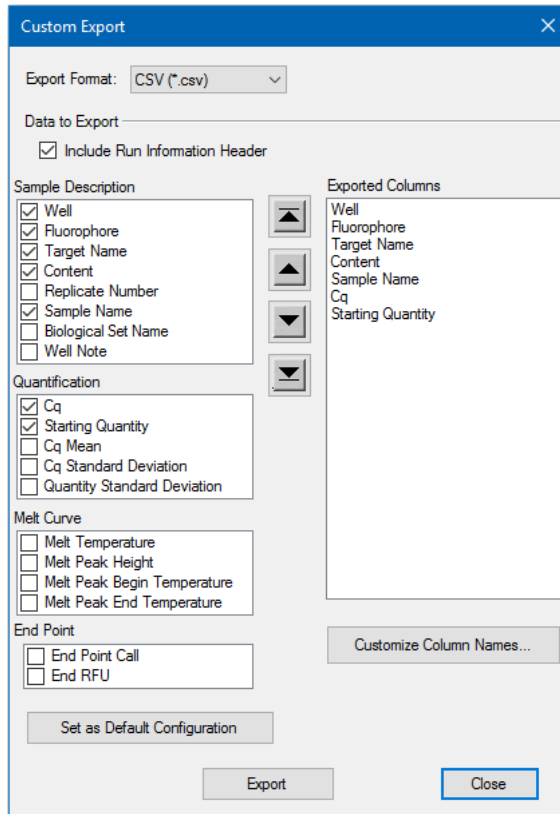 Custom Export
Export Format: CSV (*.csv)
Data to Export
Include Run Information Header
Sample Description
Well
Fluorophore
Target Name
Content
Replicate Number
Sample Name
Biological Set Name
Well Note
Quantification
Cq
Starting Quantity
Cq Mean
Cq Standard Deviation
Quantity Standard Deviation
Melt Curve
Melt Temperature
Melt Peak Height
Melt Peak Begin Temperature
Melt Peak End Temperature
End Point
End Point Call
End RFU
Set as Default Configuration
Exported Columns
Well
Fluorophore
Target Name
Content
Sample Name
Cq
Starting Quantity
Customize Column Names...
Export
Close